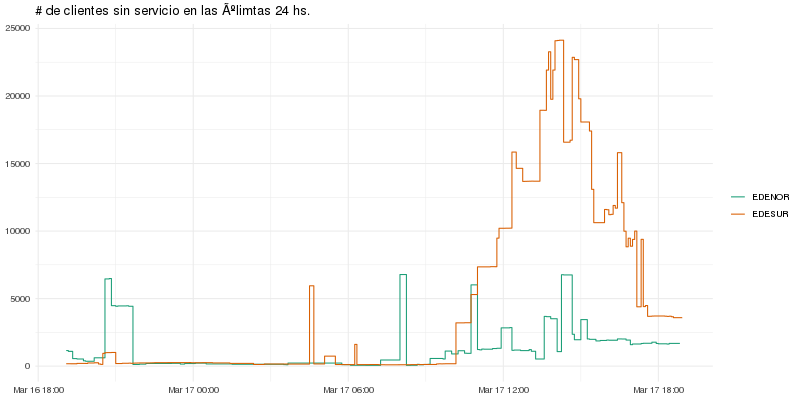 # de clientes sin servicio en las Ãºlimtas 24 hs.
25000
20000
15000
10000
5000
0
Mar 16 18:00
Mar 17 00:00
Mar 17 06:00
Mar 17 12:00
Mar 17 18:00
EDENOR
EDESUR